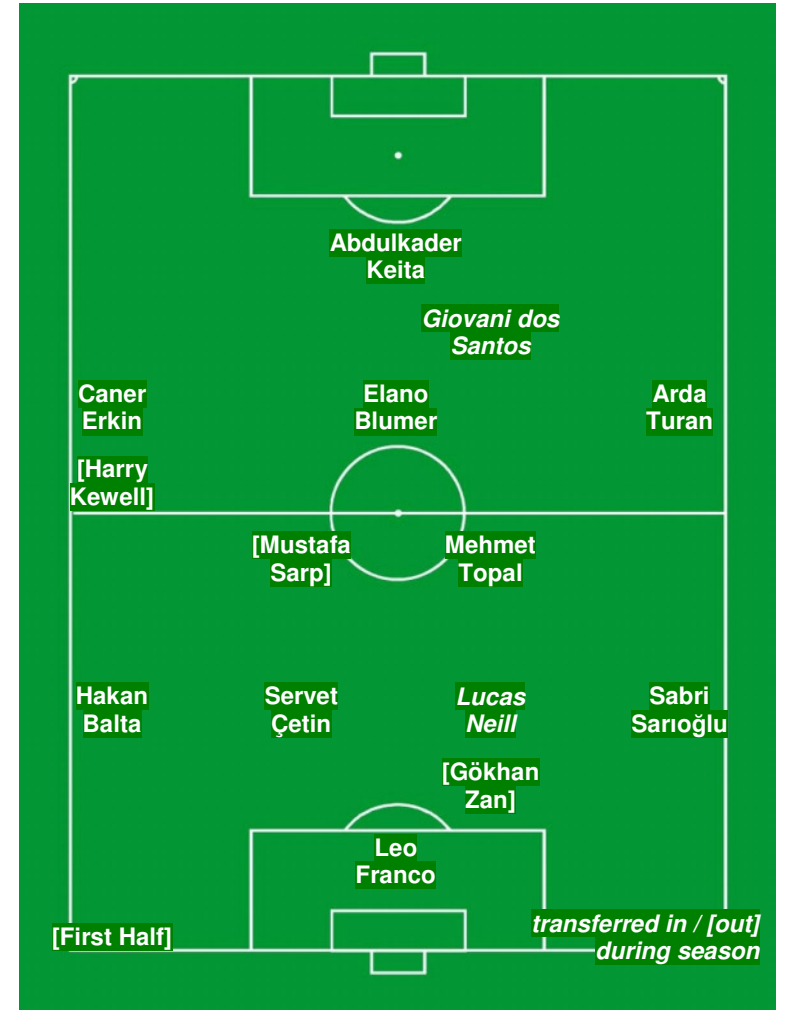 Abdulkader
Keita
Giovani dos
Santos
Caner
Erkin
Elano
Blumer
Arda
Turan
[Harry
Kewell]
[Mustafa
Sarp]
Mehmet
Topal
Hakan
Balta
Servet
Çetin
Lucas
Neill
Sabri
Sarıoğlu
[Gökhan
Zan]
Leo
Franco
[First Half]
transferred in / [out]
during season